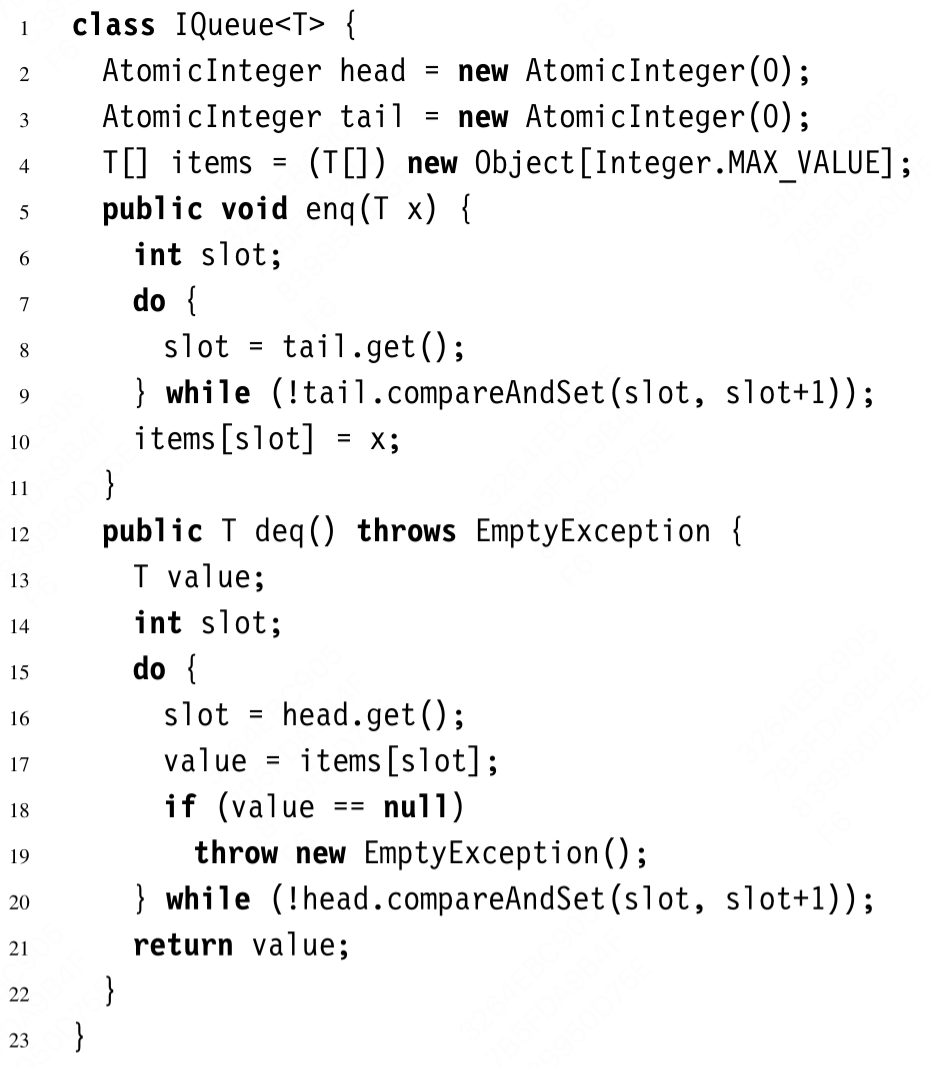 1 class IQueue<T> {
2 AtomicInteger head = new AtomicInteger(0);
3 AtomicInteger tail = new AtomicInteger(0);
4 T[] items = (T[]) new Object[Integer.MAX_VALUE];
5 public void enq(T x) {
6 int slot;
7 do {
8 slot = tail.get();
9 } while (!tail.compareAndSet(slot, slot+1));
10 items[slot] = x;
11 }
12 public T deq() throws EmptyException {
13 T value;
14 int slot;
15 do {
16 slot = head.get();
17 value = items[slot];
18 if (value == null)
19 throw new EmptyException();
20 } while (!head.compareAndSet(slot, slot+1));
21 return value;
22 }
23 }